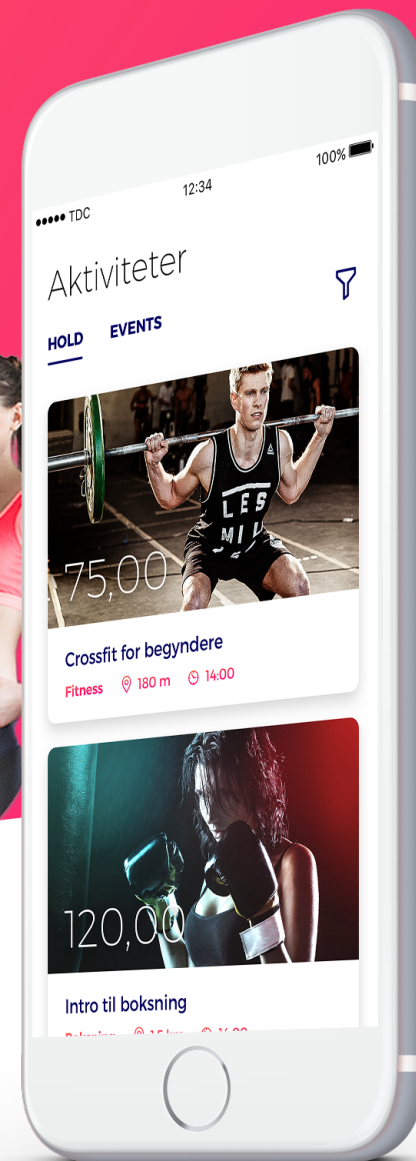 TDC 12:34 100%
Aktiviteter
HOLD EVENTS
LES
MIL
75,00
Crossfit for begyndere
Fitness 180 m 14:00
120,00
Intro til boksning